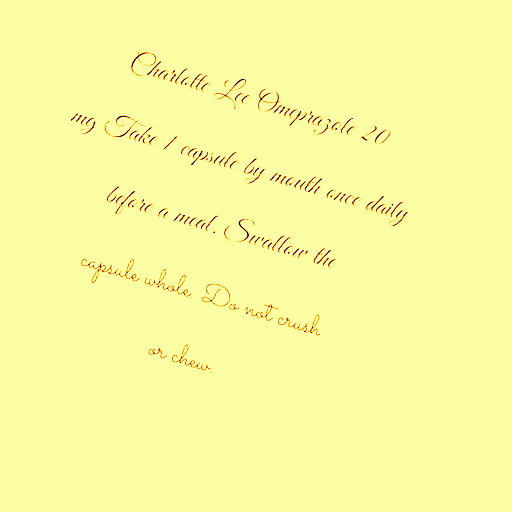 Charlotte Lee Omeprazole 20
mg Take 1 capsule by mouth once daily
before a meal. Swallow the
capsule whole. Do not crush
or chew.